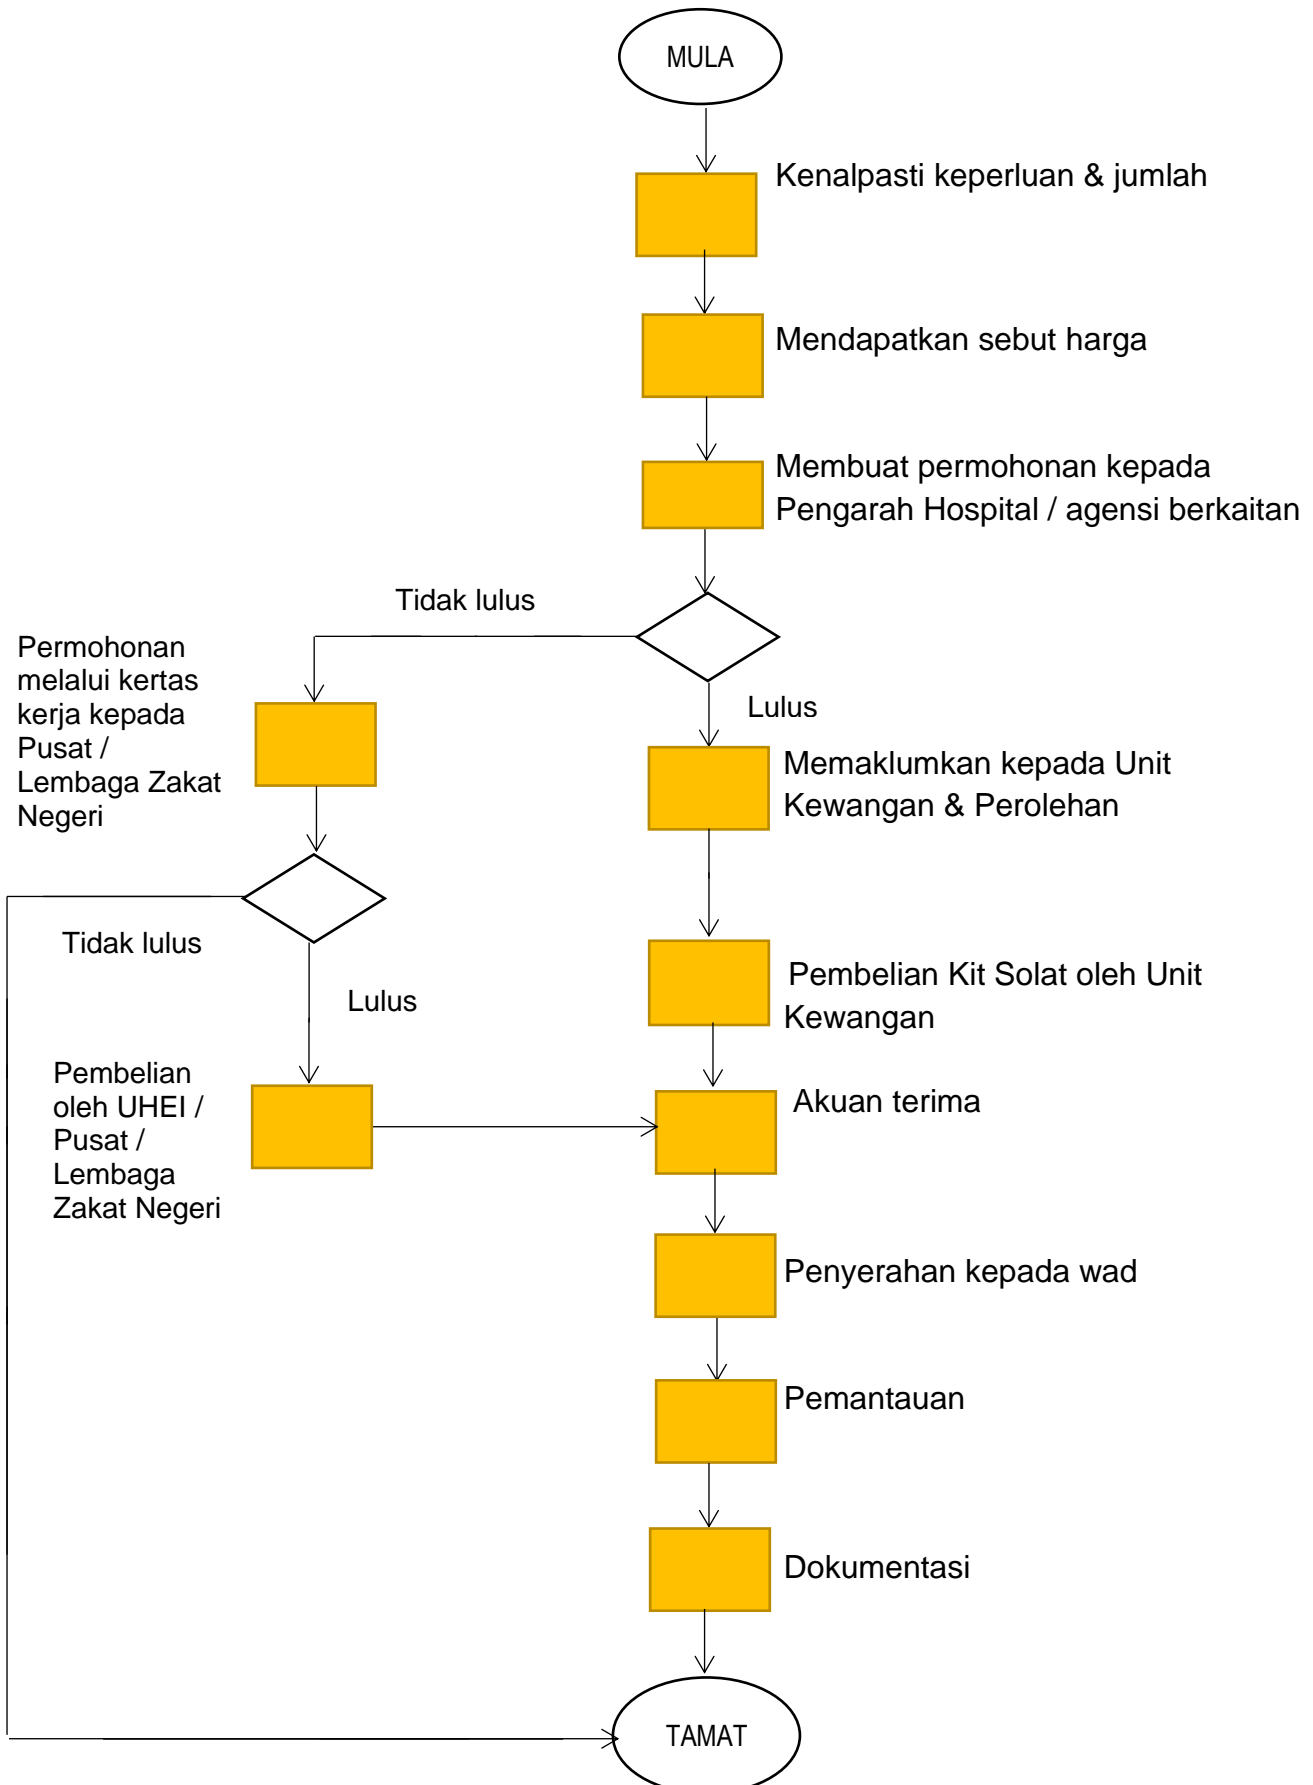 MULA
Kenalpasti keperluan & jumlah
Mendapatkan sebut harga
Membuat permohonan kepada
Pengarah Hospital / agensi berkaitan
Tidak lulus
Permohonan
melalui kertas
kerja kepada
Pusat /
Lembaga Zakat
Negeri
Lulus
Memaklumkan kepada Unit
Kewangan & Perolehan
Tidak lulus
Lulus
Pembelian Kit Solat oleh Unit
Kewangan
Pembelian
oleh UHEI /
Pusat /
Lembaga
Zakat Negeri
Akuan terima
Penyerahan kepada wad
Pemantauan
Dokumentasi
TAMAT